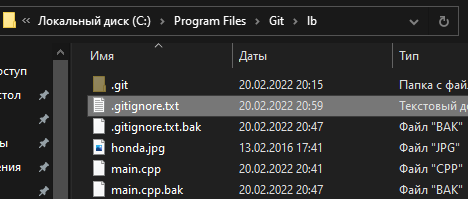 Локальный диск (C:) > Program Files > Git > lb
Имя Даты Тип
.git 20.02.2022 20:15 Папка с фай
.gitignore.txt 20.02.2022 20:59 Текстовый до
.gitignore.txt.bak 20.02.2022 20:47 Файл "BAK"
honda.jpg 13.02.2016 17:41 Файл "JPG"
main.cpp 20.02.2022 20:41 Файл "CPP"
main.cpp.bak 20.02.2022 20:47 Файл "BAK"
оступ
стол
ы
ения